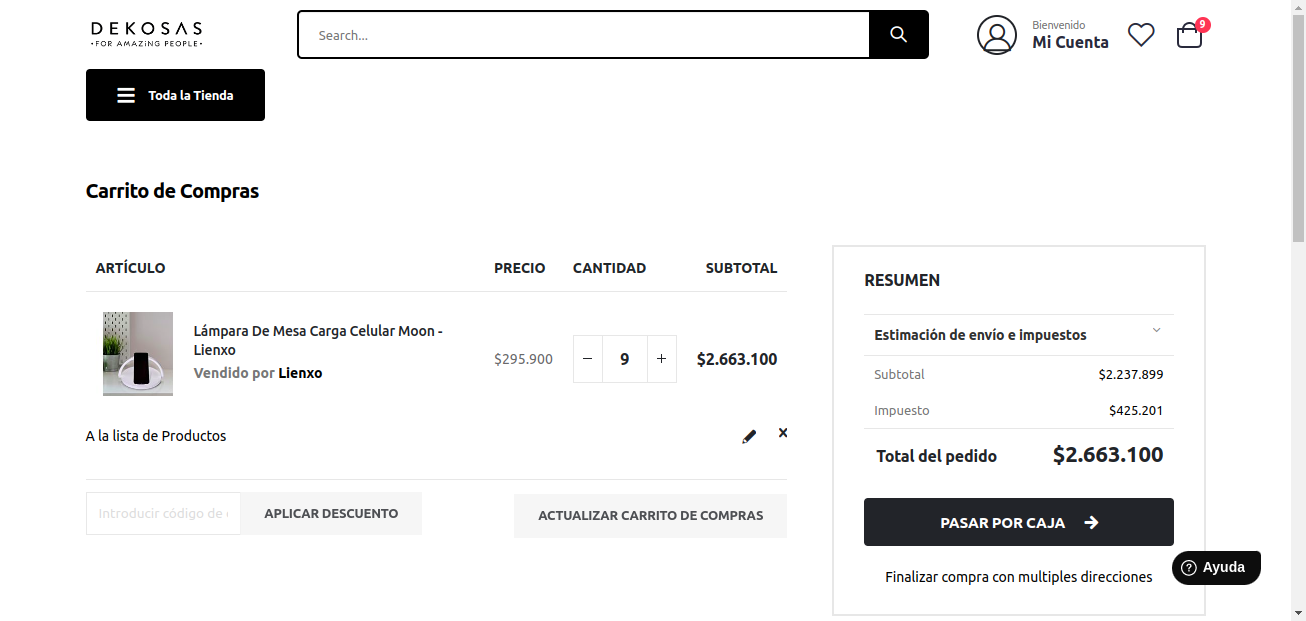 DEKOSAS
•FOR AMAZiNG PEOPLE•
Search...
Bienvenido
Mi Cuenta
9
Toda la Tienda
Carrito de Compras
ARTÍCULO PRECIO CANTIDAD SUBTOTAL
Lámpara De Mesa Carga Celular Moon -
Lienxo
Vendido por Lienxo
$295.900 − 9 + $2.663.100
A la lista de Productos
Introducir código de
APLICAR DESCUENTO
ACTUALIZAR CARRITO DE COMPRAS
RESUMEN
Estimación de envío e impuestos
Subtotal $2.237.899
Impuesto $425.201
Total del pedido $2.663.100
PASAR POR CAJA
Finalizar compra con multiples direcciones
Ayuda